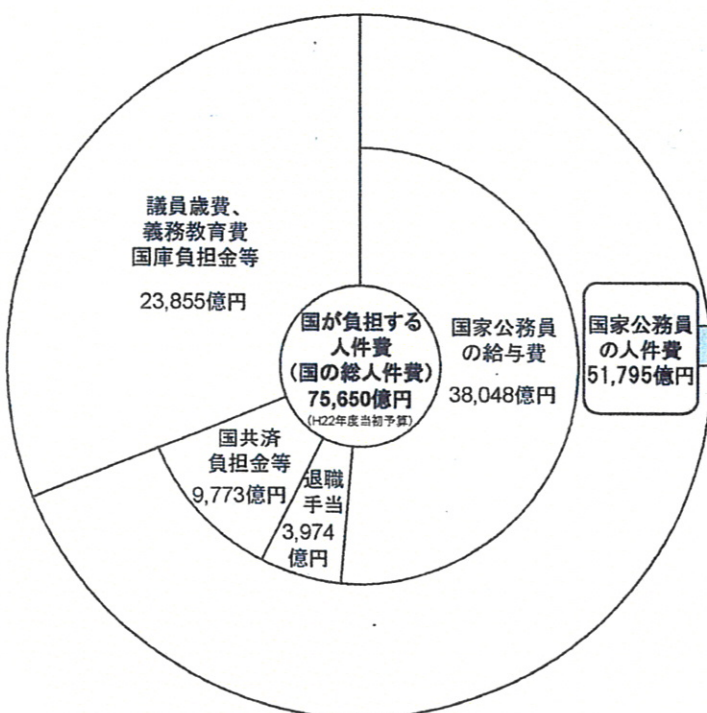 議員歳費、
義務教育費
国庫負担金等
23,855億円
国が負担する
人件費
(国の総人件費)
75,650億円
(H22年度当初予算)
国家公務員
の給与費
38,048億円
国家公務員
の人件費
51,795億円
国共済
負担金等
9,773億円
退職
手当
3,974
億円